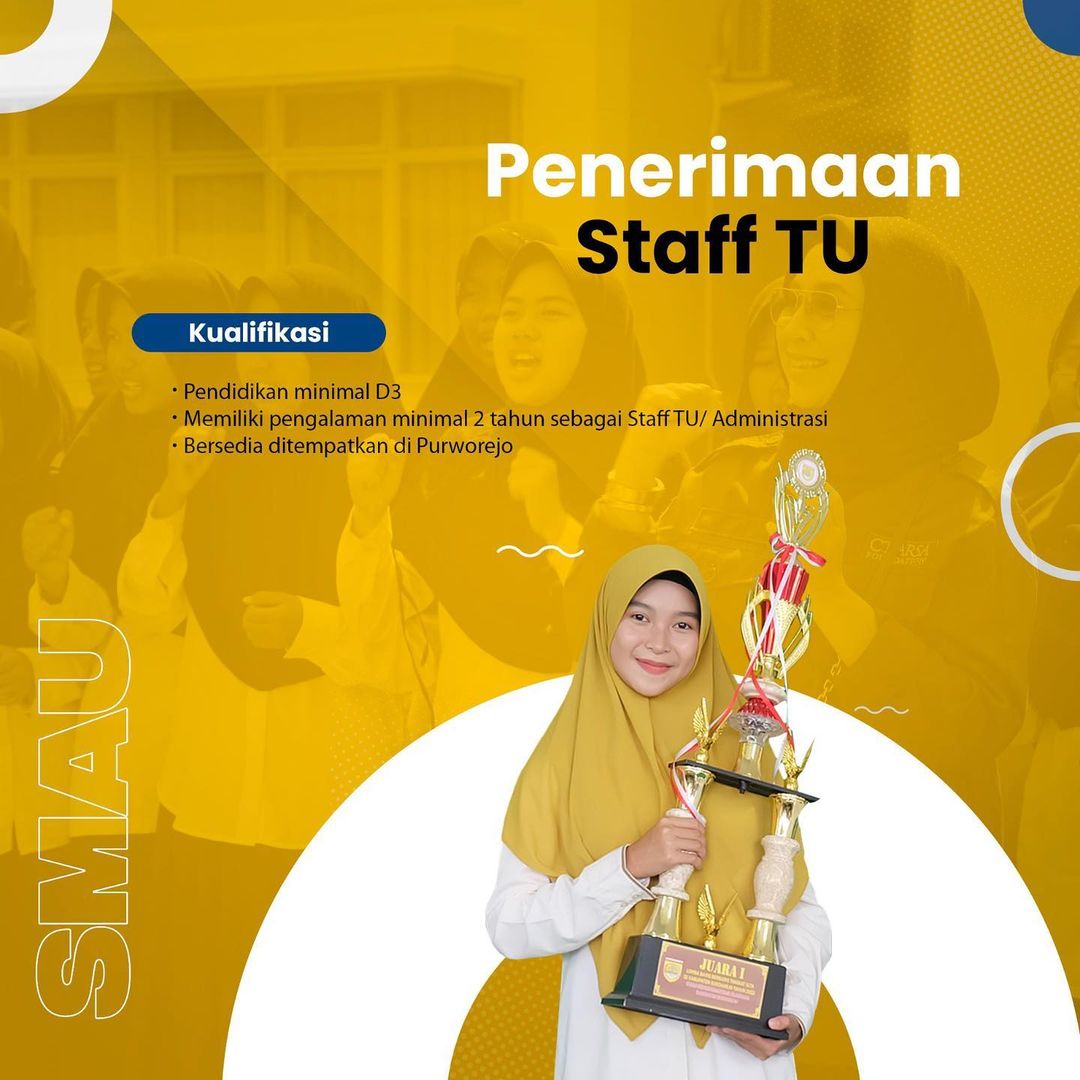 Penerimaan
Staff TU
Kualifikasi
• Pendidikan minimal D3
• Memiliki pengalaman minimal 2 tahun sebagai Staff TU/ Administrasi
• Bersedia ditempatkan di Purworejo
SMAU
JUARA I